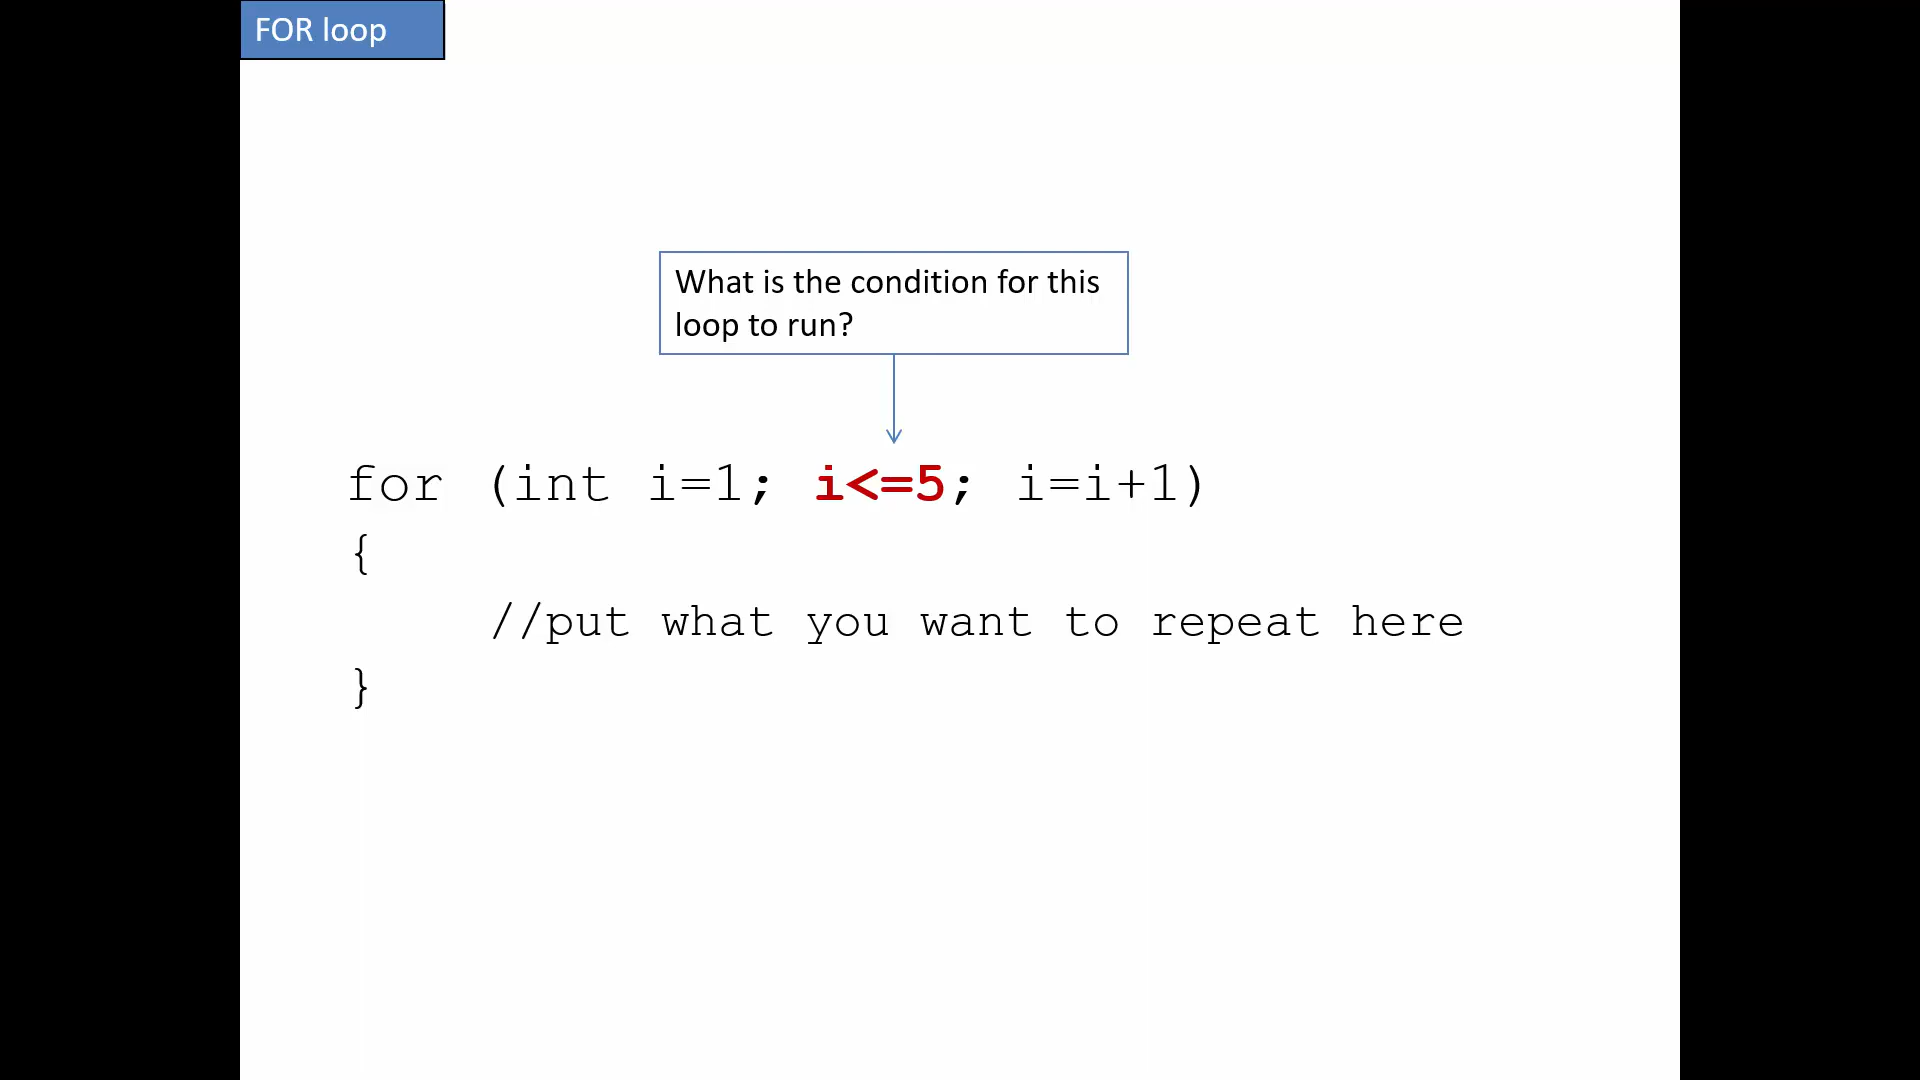 FOR loop
What is the condition for this
loop to run?
for (int i=1; i<=5; i=i+1)
{
//put what you want to repeat here
}